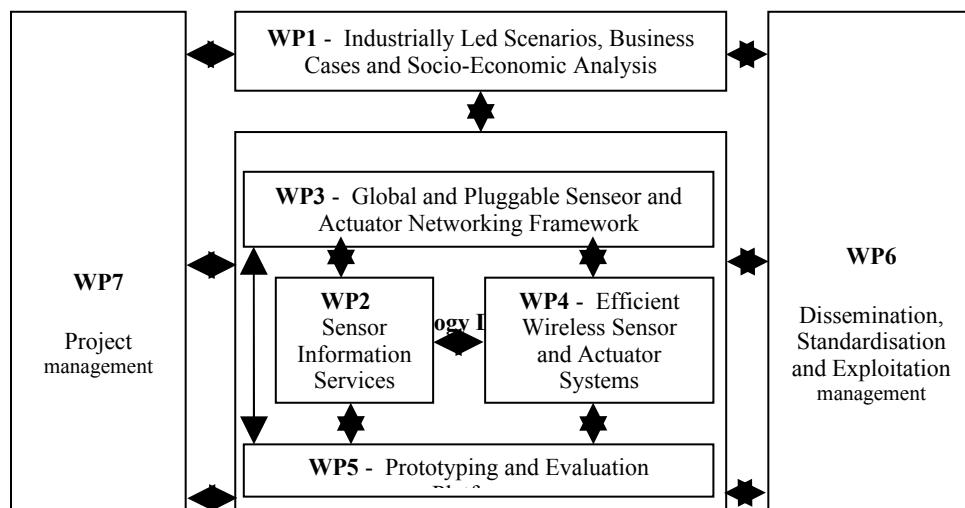 WP1 - Industrially Led Scenarios, Business
Cases and Socio-Economic Analysis
WP3 - Global and Pluggable Senseor and
Actuator Networking Framework
WP7
Project
management
WP2
Sensor
Information
Services
WP4 - Efficient
Wireless Sensor
and Actuator
Systems
WP6
Dissemination,
Standardisation
and Exploitation
management
WP5 - Prototyping and Evaluation